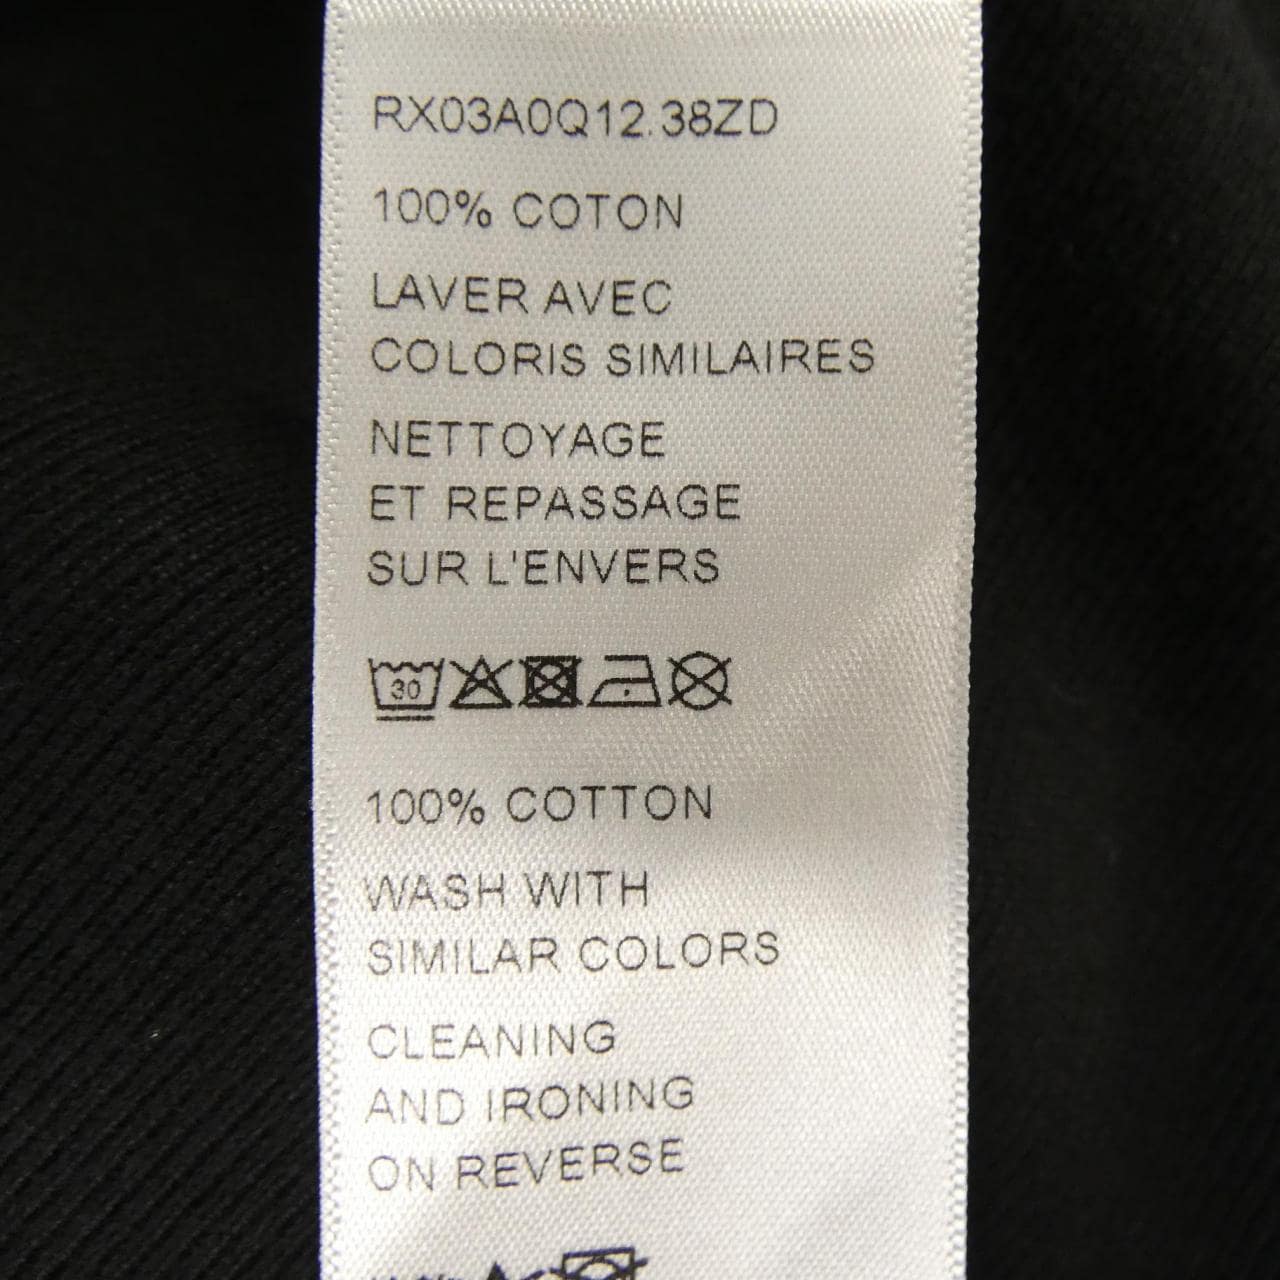 RX03A0Q12.38ZD
100% COTON
LAVER AVEC
COLORIS SIMILAIRES
NETTOYAGE
ET REPASSAGE
SUR L'ENVERS
30
100% COTTON
WASH WITH
SIMILAR COLORS
CLEANING
AND IRONING
ON REVERSE